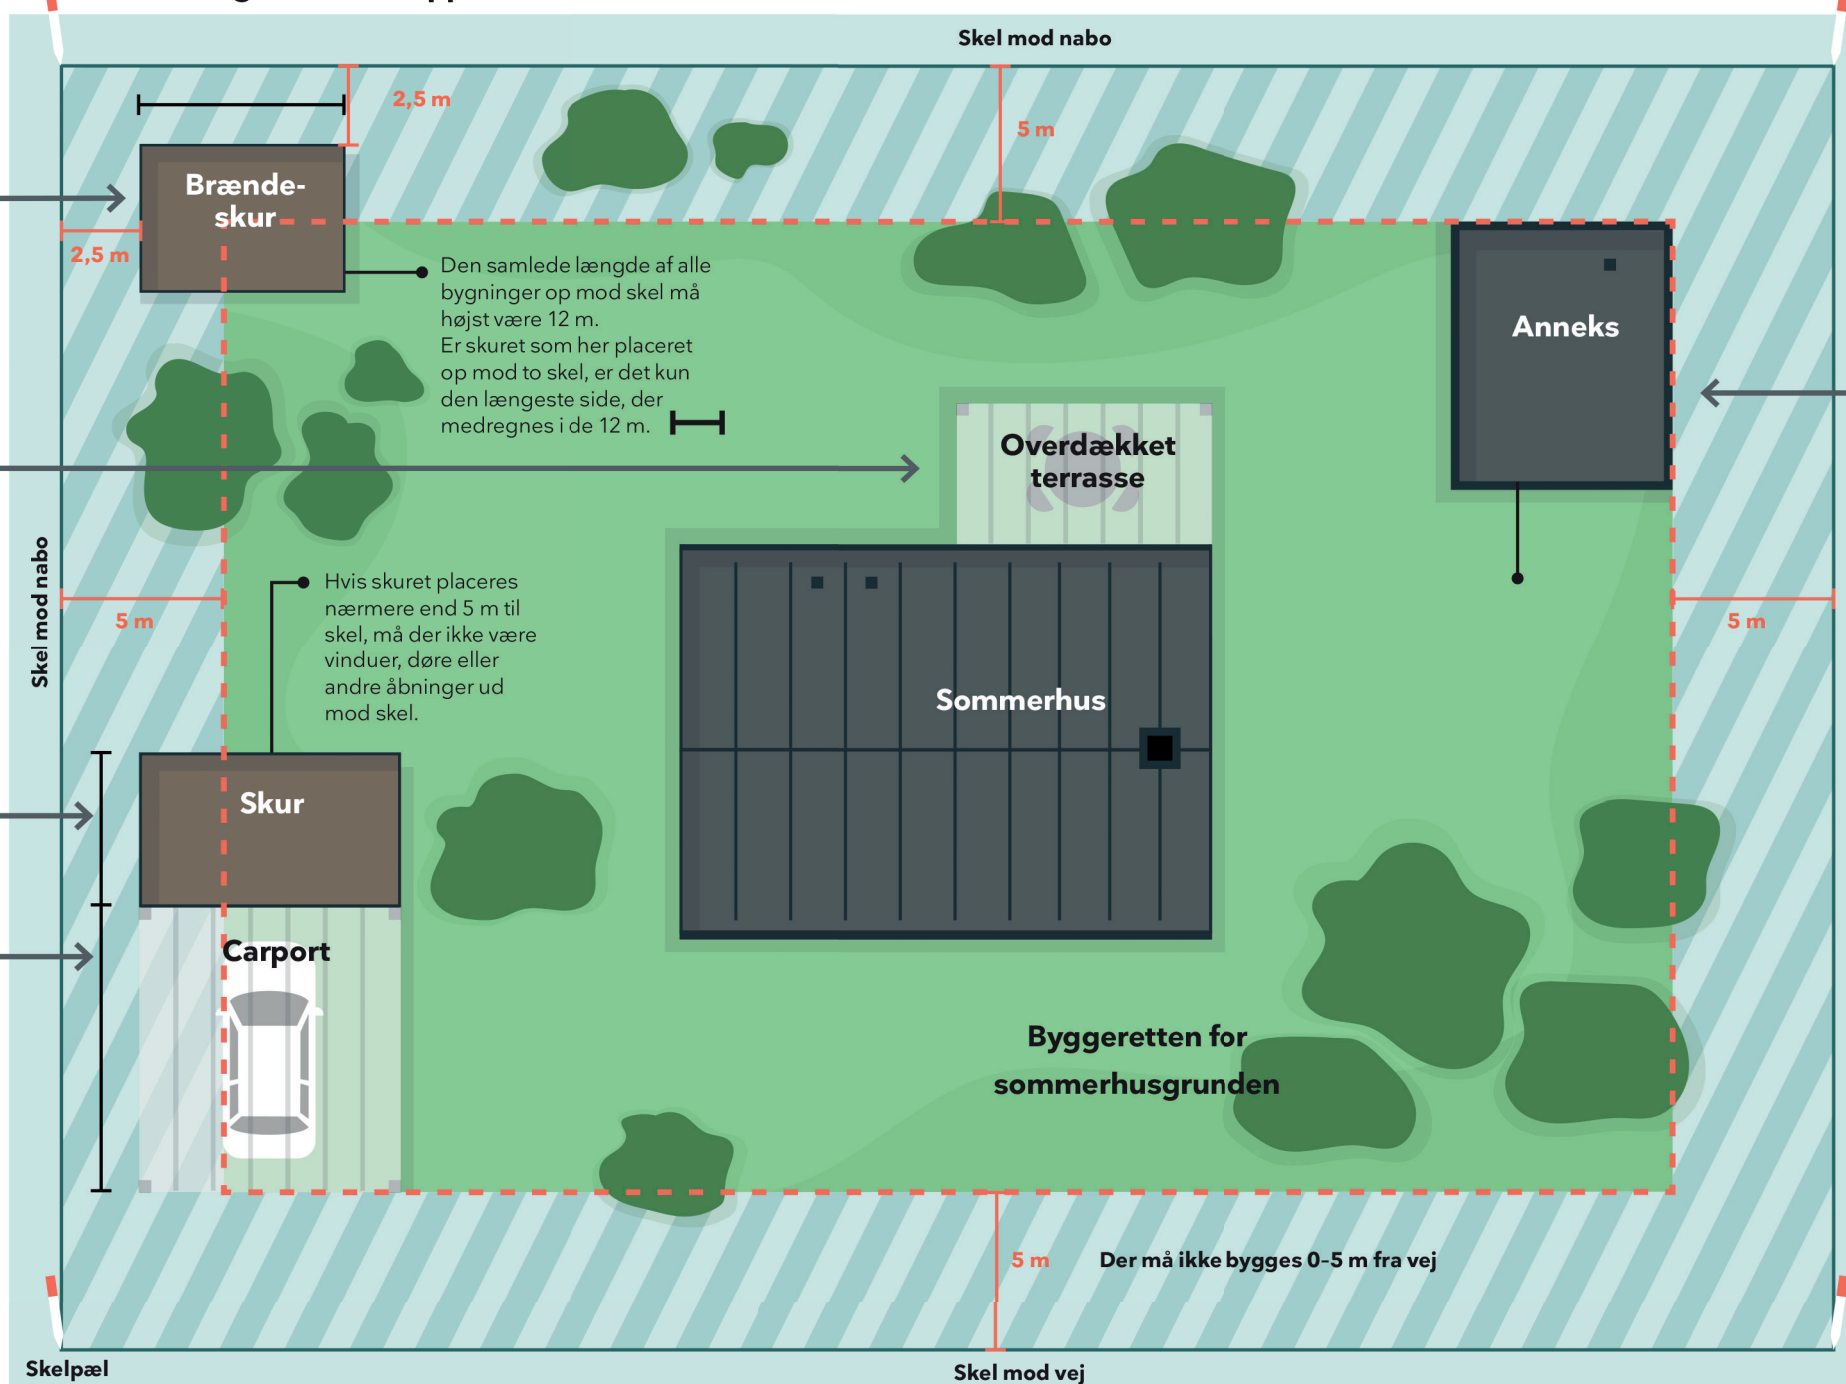 Skel mod nabo
2,5 m
5 m
Brænde-
skur
2,5 m
Den samlede længde af alle
bygninger op mod skel må
højst være 12 m.
Er skuret som her placeret
op mod to skel, er det kun
den længeste side, der
medregnes i de 12 m.
Anneks
Overdækket
terrasse
Skel mod nabo
5 m
Hvis skuret placeres
nærmere end 5 m til
skel, må der ikke være
vinduer, døre eller
andre åbninger ud
mod skel.
5 m
Sommerhus
Skur
Carport
Byggeretten for
sommerhusgrunden
5 m
Der må ikke bygges 0–5 m fra vej
Skelpæl
Skel mod vej